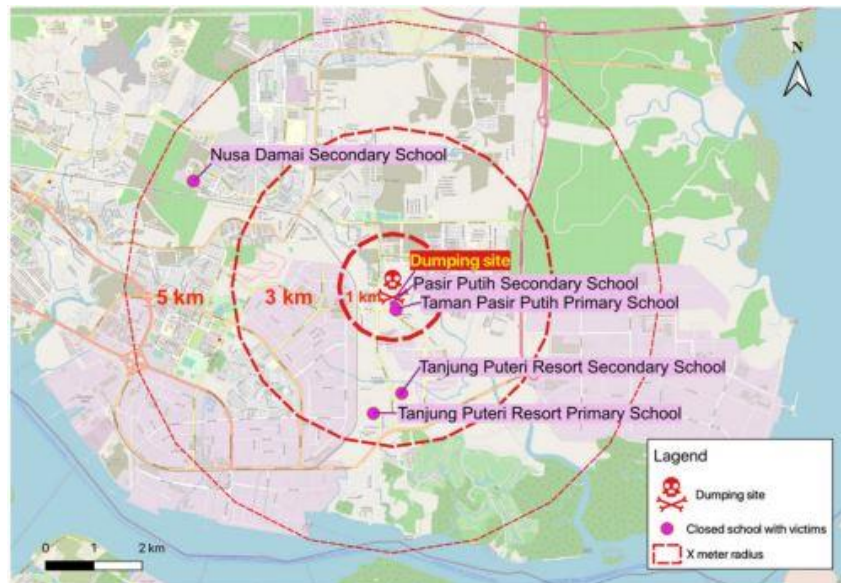 N
Nusa Damai Secondary School
Dumping site
Pasir Putih Secondary School
5 km
3 km
1 km
Taman Pasir Putih Primary School
Tanjung Puteri Resort Secondary School
Tanjung Puteri Resort Primary School
Legend
Dumping site
Closed school with victims
X meter radius
0 1 2 km